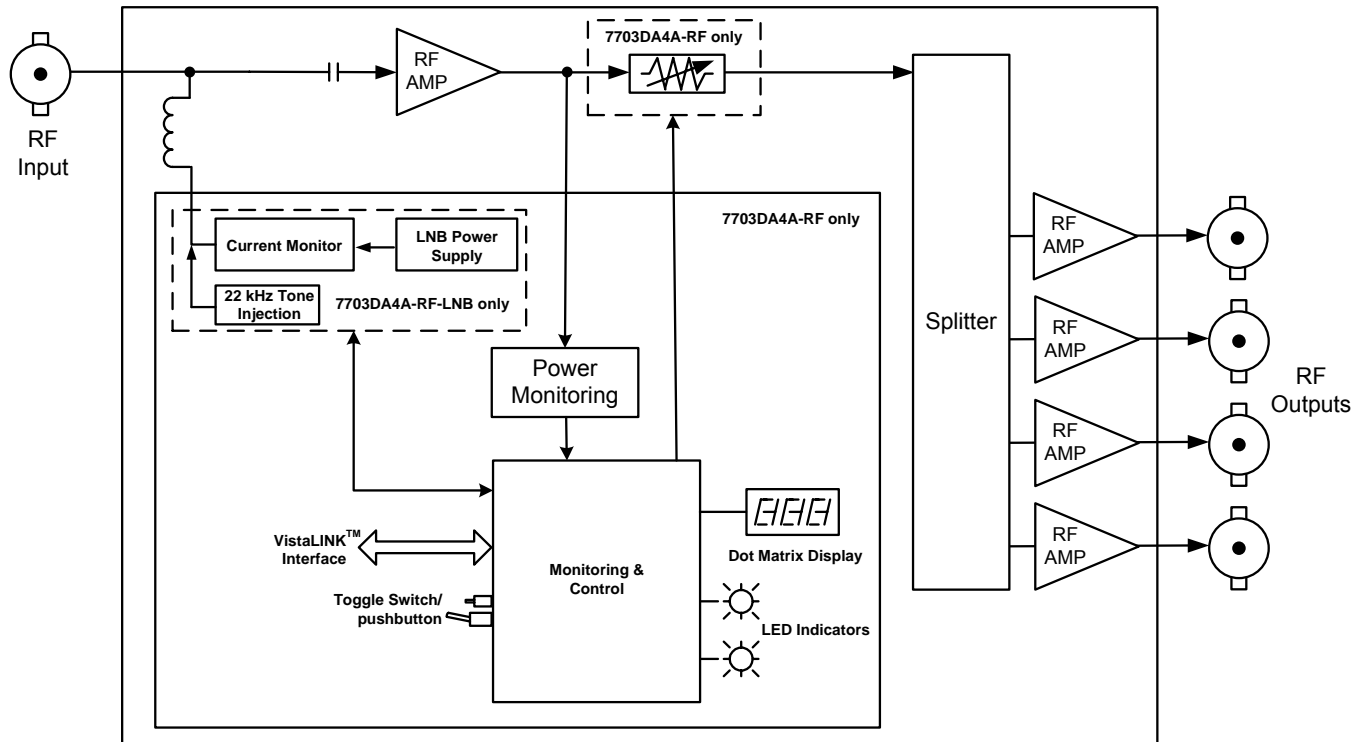 7703DA4A-RF only
RF
AMP
RF
Input
7703DA4A-RF only
Current Monitor
LNB Power
Supply
22 kHz Tone
Injection
7703DA4A-RF-LNB only
Power
Monitoring
VistaLINK™
Interface
Toggle Switch/
pushbutton
Monitoring &
Control
Dot Matrix Display
LED Indicators
Splitter
RF
AMP
RF
AMP
RF
AMP
RF
AMP
RF
Outputs